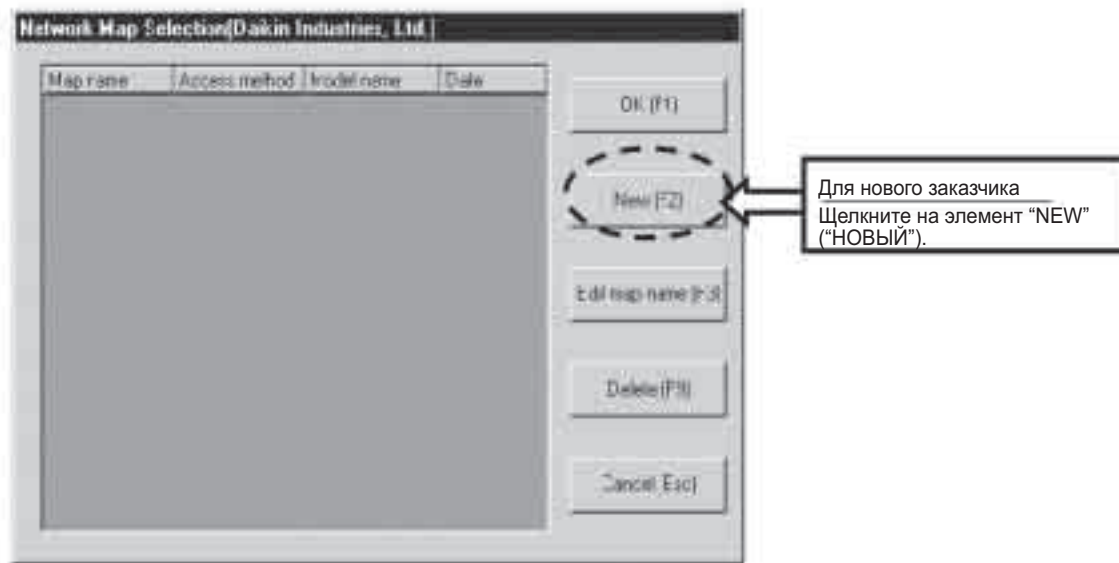 Network Map Selection[Daikin Industries, Ltd.]
Map name Access method Model name Date
OK (F1)
New (F2)
Для нового заказчика
Щелкните на элемент “NEW”
(“НОВЫЙ”).
Edit map name (F3)
Delete (F9)
Cancel(Esc)